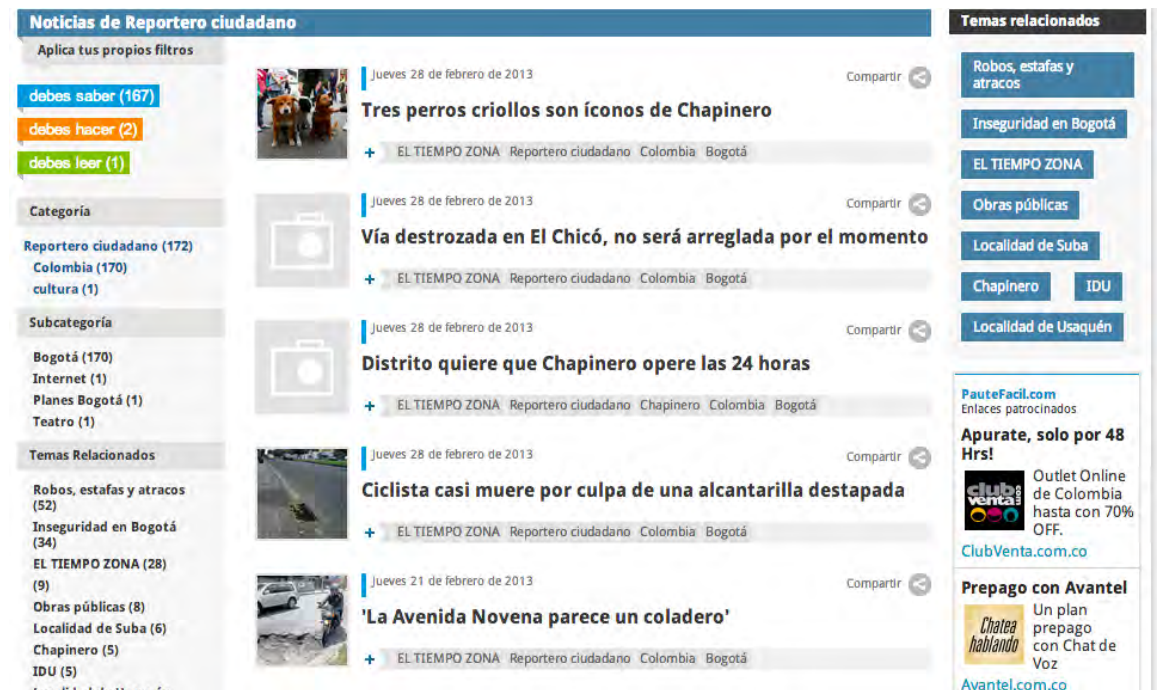 Noticias de Reportero ciudadano
Aplica tus propios filtros
debes saber (167)
debes hacer (2)
debes leer (1)
Categoría
Reportero ciudadano (172)
Colombia (170)
cultura (1)
Subcategoría
Bogotá (170)
Internet (1)
Planes Bogotá (1)
Teatro (1)
Temas Relacionados
Robos, estafas y atracos
(52)
Inseguridad en Bogotá
(34)
EL TIEMPO ZONA (28)
(9)
Obras públicas (8)
Localidad de Suba (6)
Chapinero (5)
IDU (5)
Jueves 28 de febrero de 2013
Compartir
Tres perros criollos son íconos de Chapinero
+ EL TIEMPO ZONA Reportero ciudadano Colombia Bogotá
Jueves 28 de febrero de 2013
Compartir
Vía destrozada en El Chicó, no será arreglada por el momento
+ EL TIEMPO ZONA Reportero ciudadano Colombia Bogotá
Jueves 28 de febrero de 2013
Compartir
Distrito quiere que Chapinero opere las 24 horas
+ EL TIEMPO ZONA Reportero ciudadano Chapinero Colombia Bogotá
Jueves 28 de febrero de 2013
Compartir
Ciclista casi muere por culpa de una alcantarilla destapada
+ EL TIEMPO ZONA Reportero ciudadano Colombia Bogotá
Jueves 21 de febrero de 2013
Compartir
'La Avenida Novena parece un coladero'
+ EL TIEMPO ZONA Reportero ciudadano Colombia Bogotá
Temas relacionados
Robos, estafas y
atracos
Inseguridad en Bogotá
EL TIEMPO ZONA
Obras públicas
Localidad de Suba
Chapinero IDU
Localidad de Usaquén
PauteFacil.com
Enlaces patrocinados
Apurate, solo por 48
Hrs!
club
venta.com
Outlet Online
de Colombia
hasta con 70%
OFF.
ClubVenta.com.co
Prepago con Avantel
Chatea
hablando
Un plan
prepago
con Chat de
Voz
Avantel.com.co